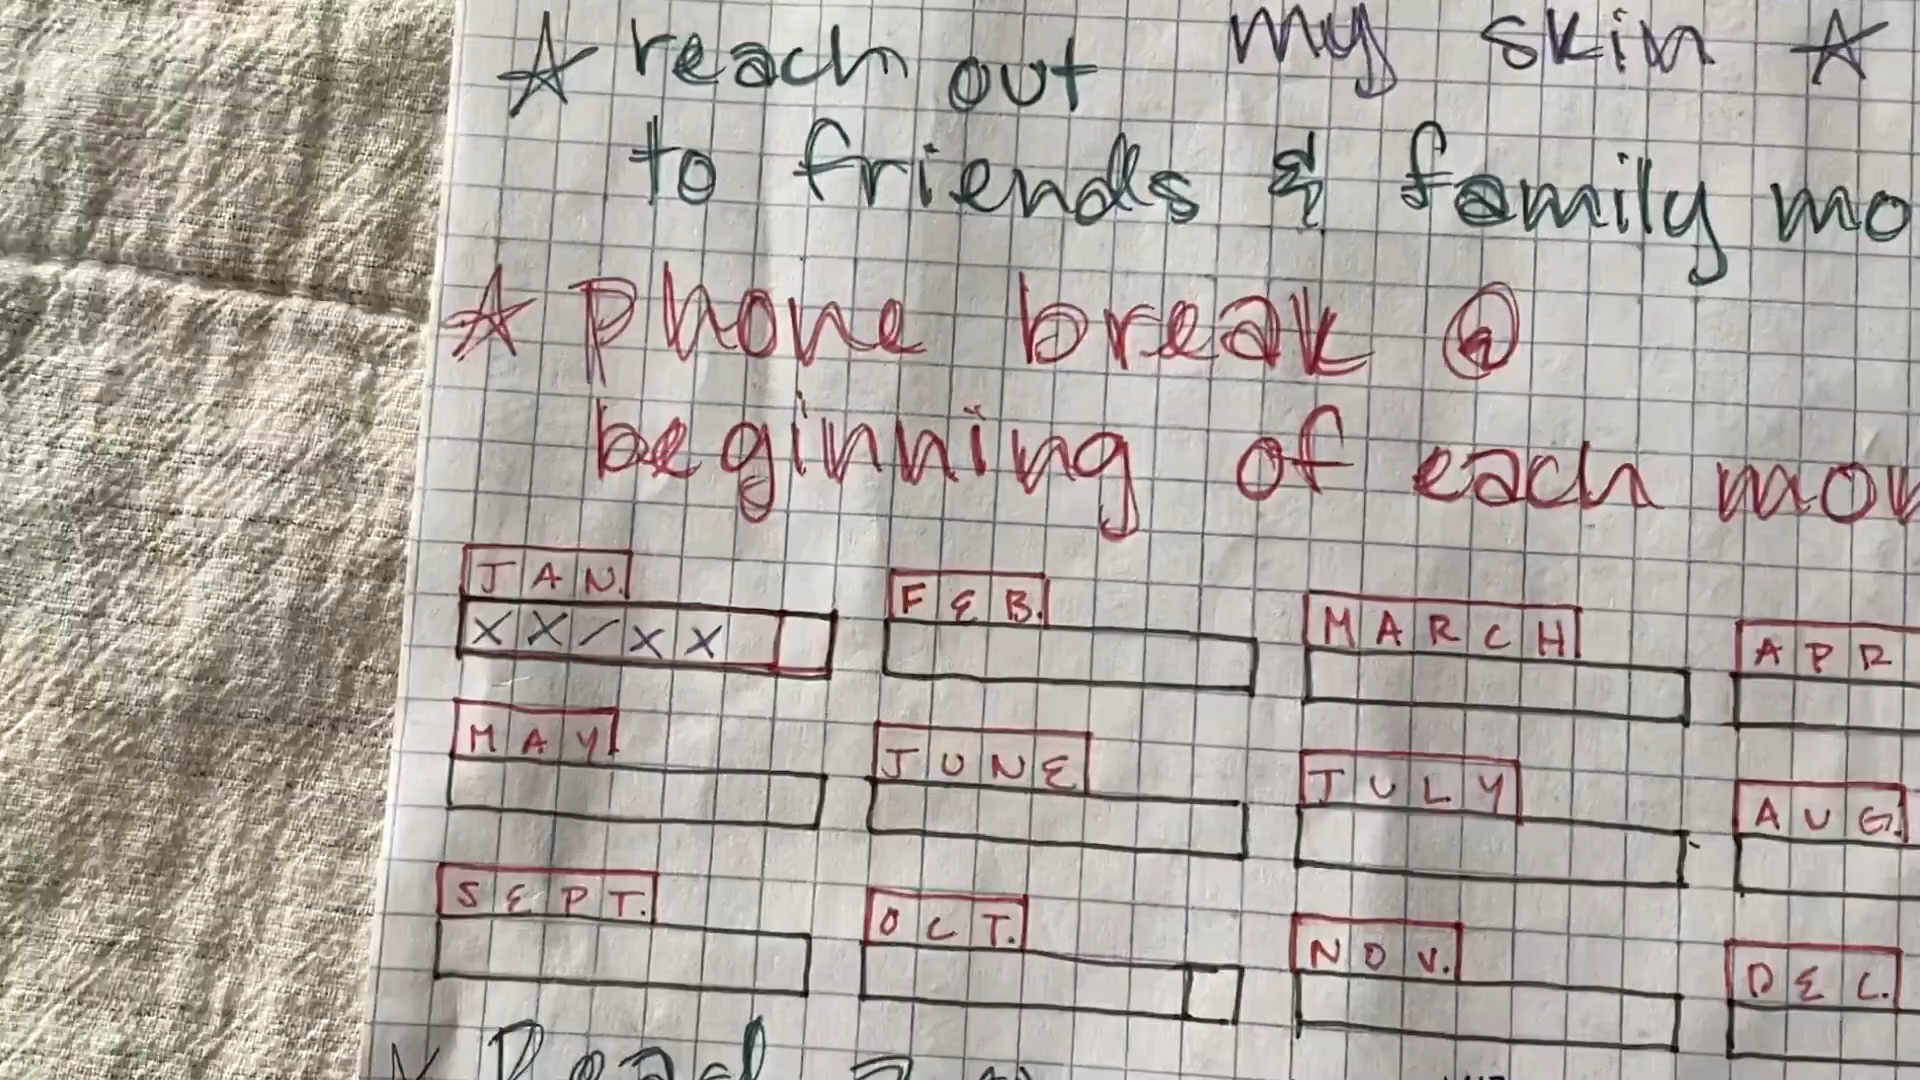 my skin
reach out
to friends & family mo
phone break @
beginning of each mon
JAN. FEB. MARCH APR
X X / X X
MAY JUNE JULY AUG.
SEPT. OCT. NOV. DEC.
Read